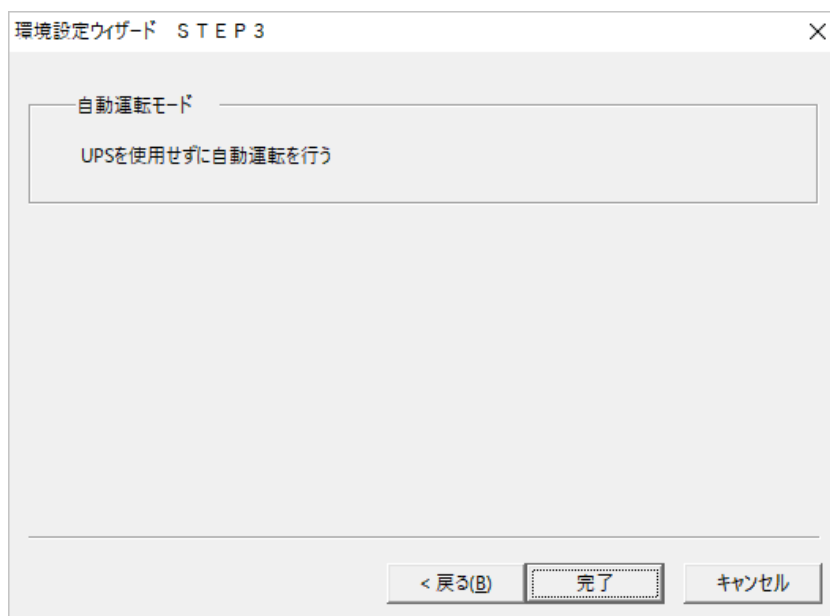 環境設定ウィザード　ＳＴＥＰ３
自動運転モード
UPSを使用せずに自動運転を行う
< 戻る(B)
完了
キャンセル